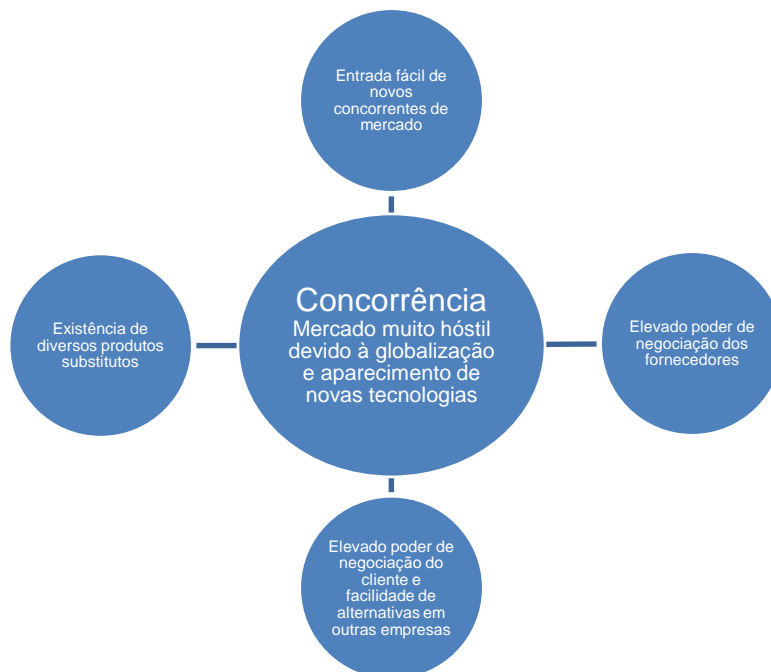 Entrada fácil de
novos
concorrentes de
mercado
Concorrência
Mercado muito hóstil
devido à globalização
e aparecimento de
novas tecnologias
Existência de
diversos produtos
substitutos
Elevado poder de
negociação dos
fornecedores
Elevado poder de
negociação do
cliente e
facilidade de
alternativas em
outras empresas